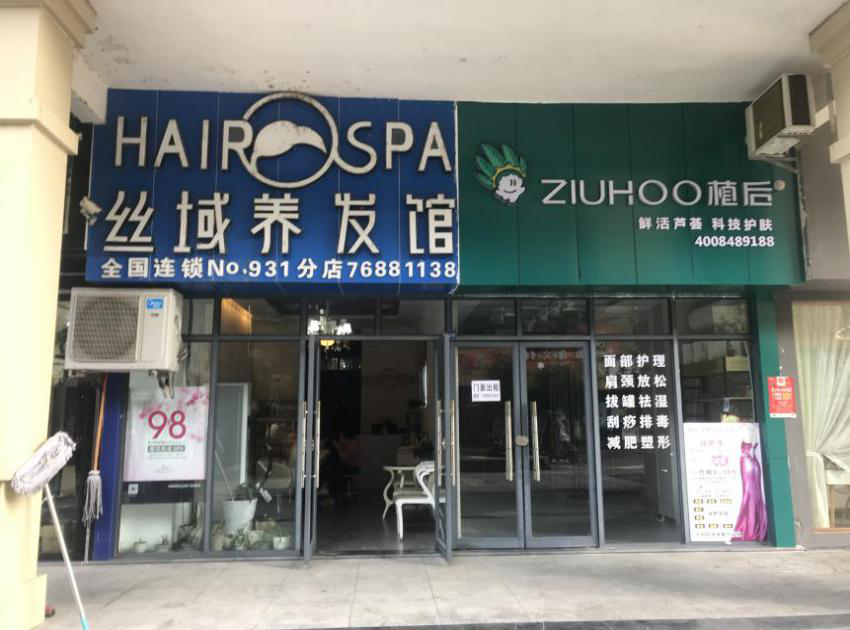 HAIR SPA
丝域养发馆
全国连锁No.931分店76881138
ZIUHOO植后
鲜活芦荟 科技护肤
4008489188
面部护理
肩颈放松
拔罐祛湿
刮痧排毒
减肥塑形
门面出租
98